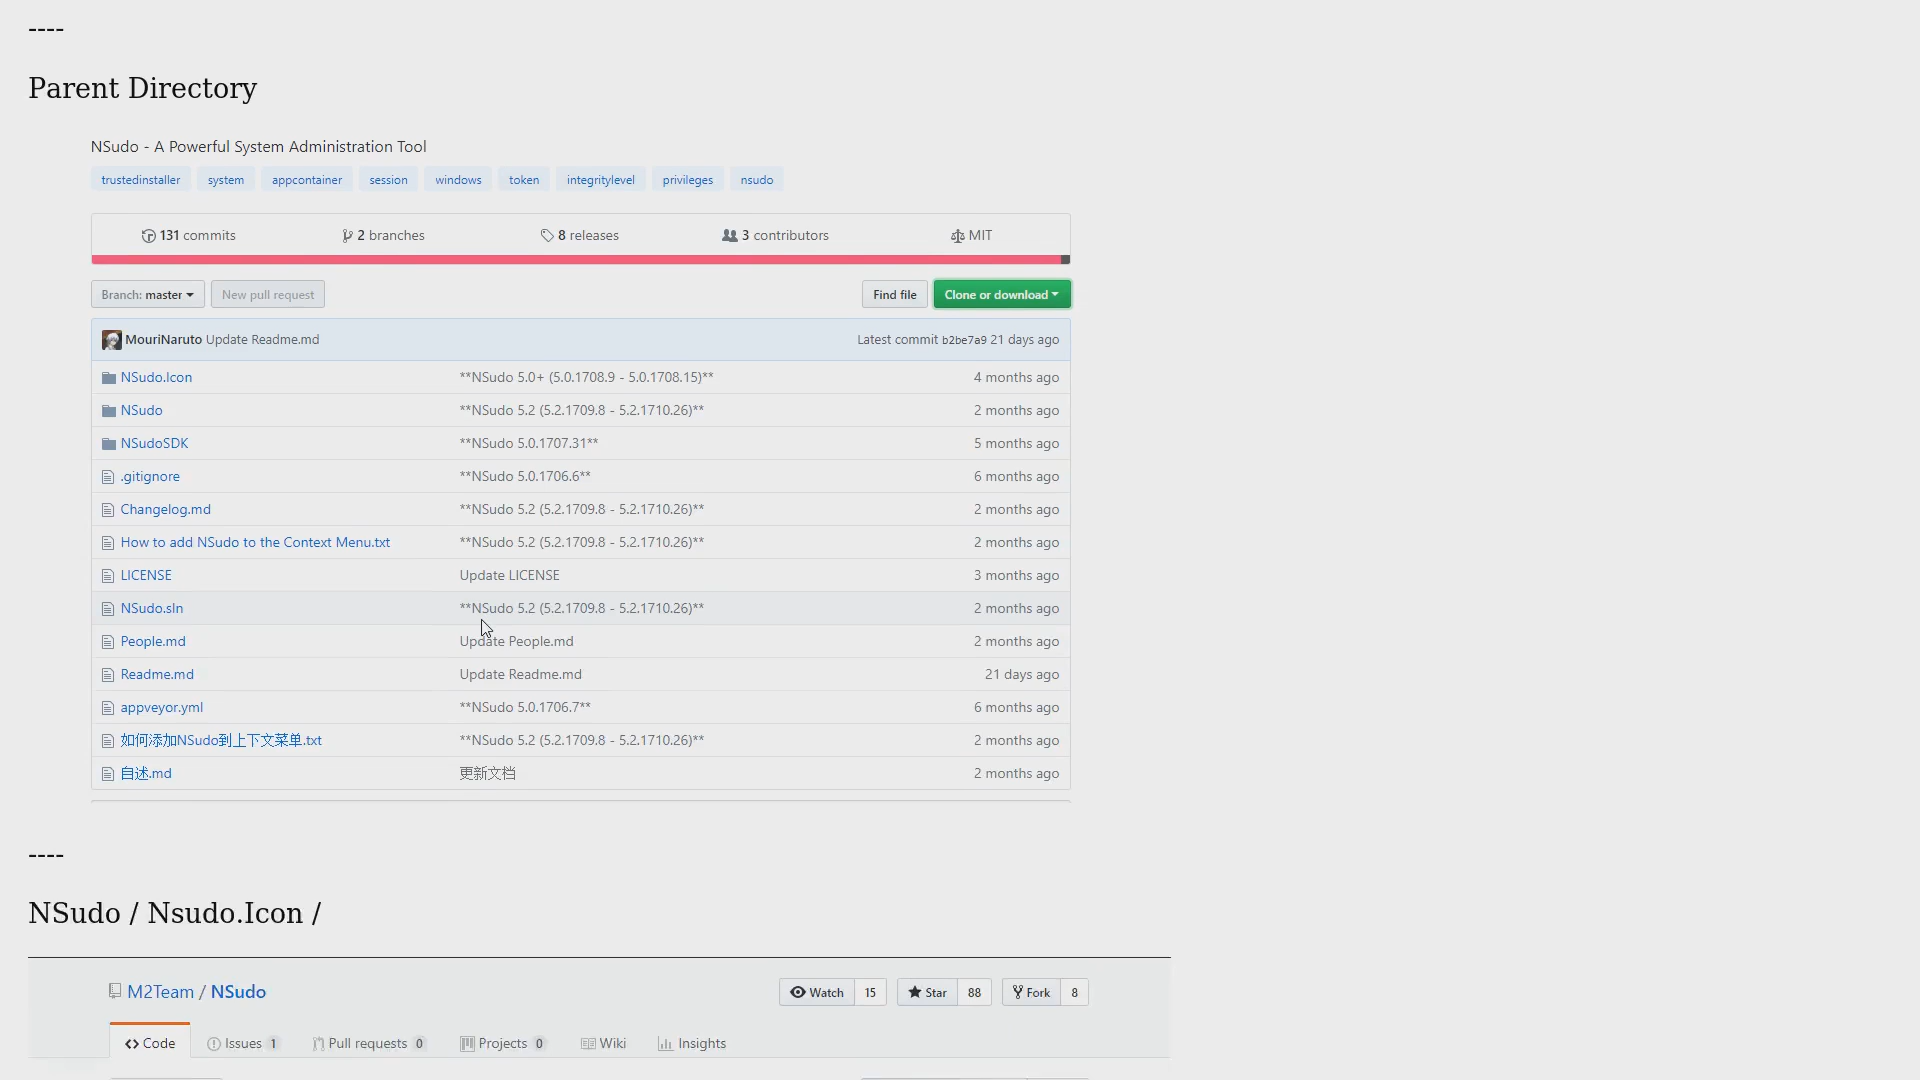 ----
Parent Directory
NSudo - A Powerful System Administration Tool
trustedinstaller system appcontainer session windows token integritylevel privileges nsudo
131 commits 2 branches 8 releases 3 contributors MIT
Branch: master New pull request Find file Clone or download
MouriNaruto Update Readme.md Latest commit b2be7a9 21 days ago
NSudo.Icon **NSudo 5.0+ (5.0.1708.9 - 5.0.1708.15)** 4 months ago
NSudo **NSudo 5.2 (5.2.1709.8 - 5.2.1710.26)** 2 months ago
NSudoSDK **NSudo 5.0.1707.31** 5 months ago
.gitignore **NSudo 5.0.1706.6** 6 months ago
Changelog.md **NSudo 5.2 (5.2.1709.8 - 5.2.1710.26)** 2 months ago
How to add NSudo to the Context Menu.txt **NSudo 5.2 (5.2.1709.8 - 5.2.1710.26)** 2 months ago
LICENSE Update LICENSE 3 months ago
NSudo.sln **NSudo 5.2 (5.2.1709.8 - 5.2.1710.26)** 2 months ago
People.md Update People.md 2 months ago
Readme.md Update Readme.md 21 days ago
appveyor.yml **NSudo 5.0.1706.7** 6 months ago
如何添加NSudo到上下文菜单.txt **NSudo 5.2 (5.2.1709.8 - 5.2.1710.26)** 2 months ago
自述.md 更新文档 2 months ago
----
NSudo / Nsudo.Icon /
M2Team / NSudo Watch 15 Star 88 Fork 8
Code Issues 1 Pull requests 0 Projects 0 Wiki Insights